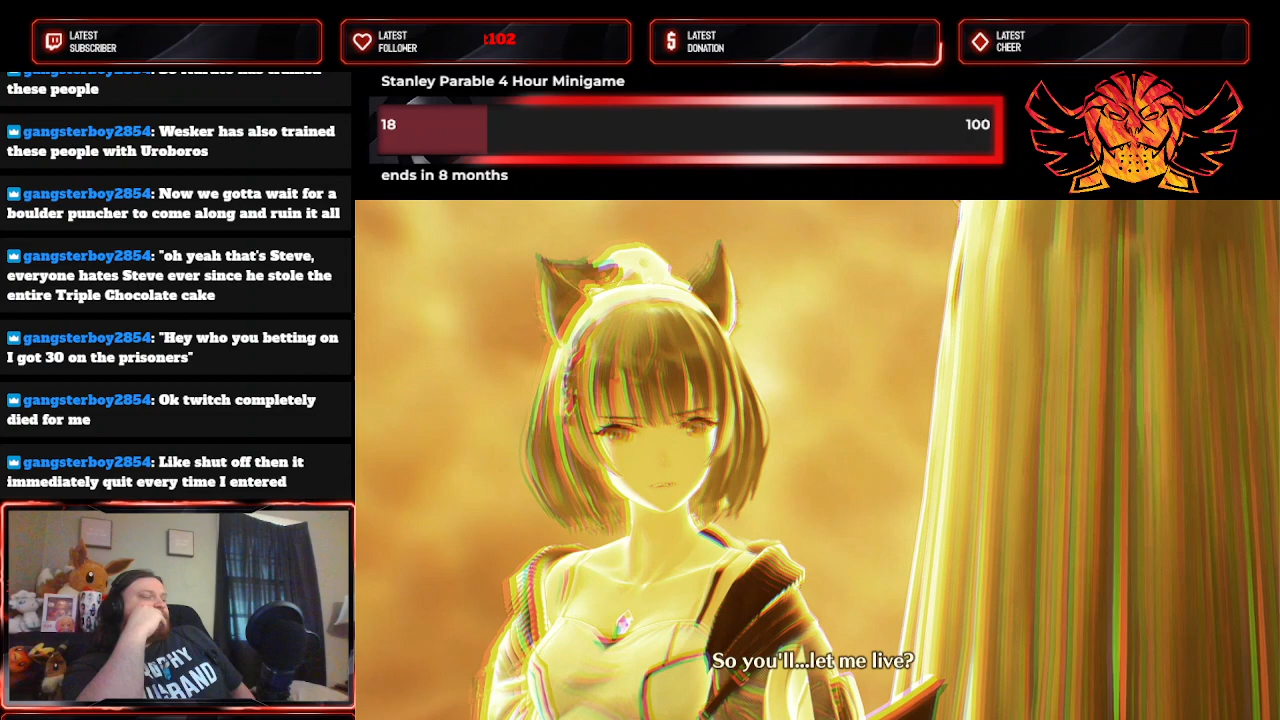 LATEST
SUBSCRIBER
LATEST
FOLLOWER
t102
LATEST
DONATION
LATEST
CHEER
these people
gangsterboy2854: Wesker has also trained
these people with Uroboros
gangsterboy2854: Now we gotta wait for a
boulder puncher to come along and ruin it all
gangsterboy2854: "oh yeah that's Steve,
everyone hates Steve ever since he stole the
entire Triple Chocolate cake
gangsterboy2854: "Hey who you betting on
I got 30 on the prisoners"
gangsterboy2854: Ok twitch completely
died for me
gangsterboy2854: Like shut off then it
immediately quit every time I entered
Stanley Parable 4 Hour Minigame
18
100
ends in 8 months
So you'll...let me live?